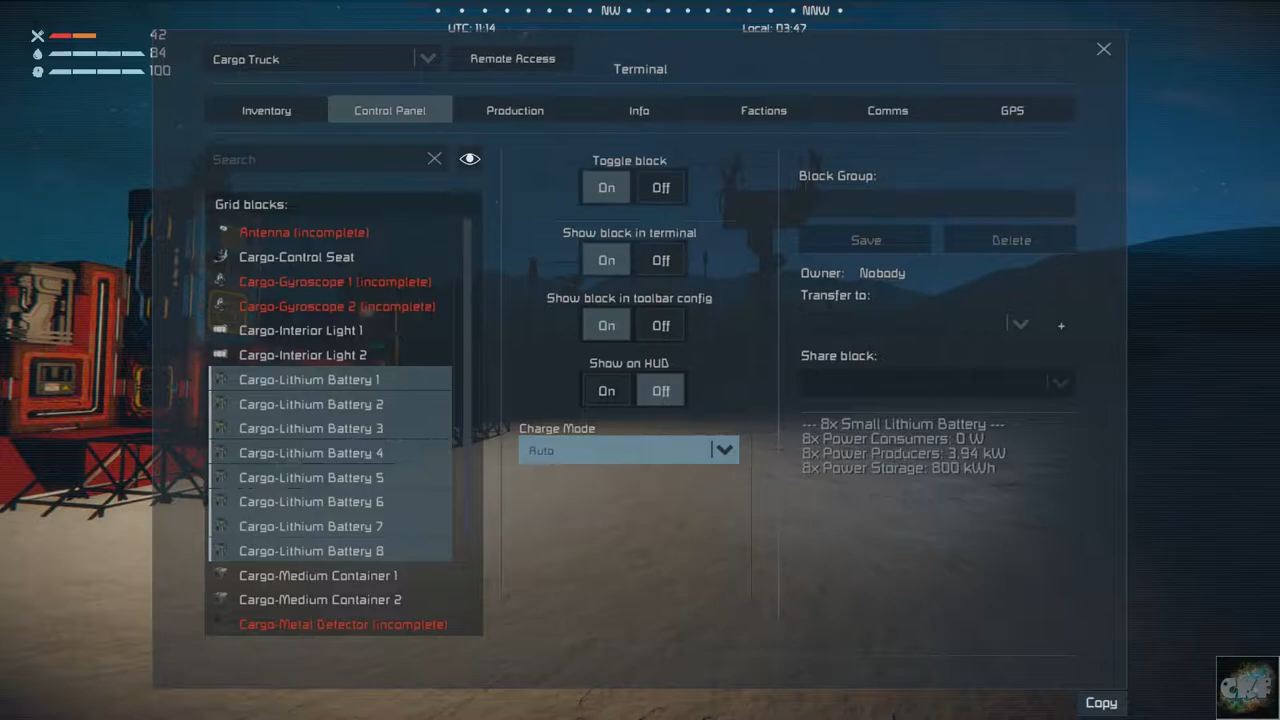 NW
NNW
UTC: 11:14
Local: 03:47
42
84
100
Cargo Truck
Remote Access
Terminal
Inventory
Control Panel
Production
Info
Factions
Comms
GPS
Search
Grid blocks:
Antenna (incomplete)
Cargo-Control Seat
Cargo-Gyroscope 1 (incomplete)
Cargo-Gyroscope 2 (incomplete)
Cargo-Interior Light 1
Cargo-Interior Light 2
Cargo-Lithium Battery 1
Cargo-Lithium Battery 2
Cargo-Lithium Battery 3
Cargo-Lithium Battery 4
Cargo-Lithium Battery 5
Cargo-Lithium Battery 6
Cargo-Lithium Battery 7
Cargo-Lithium Battery 8
Cargo-Medium Container 1
Cargo-Medium Container 2
Cargo-Metal Detector (incomplete)
Toggle block
On Off
Show block in terminal
On Off
Show block in toolbar config
On Off
Show on HUD
On Off
Charge Mode
Auto
Block Group:
Save
Delete
Owner: Nobody
Transfer to:
+
Share block:
--- 8x Small Lithium Battery ---
8x Power Consumers: 0 W
8x Power Producers: 3.94 kW
8x Power Storage: 800 kWh
Copy